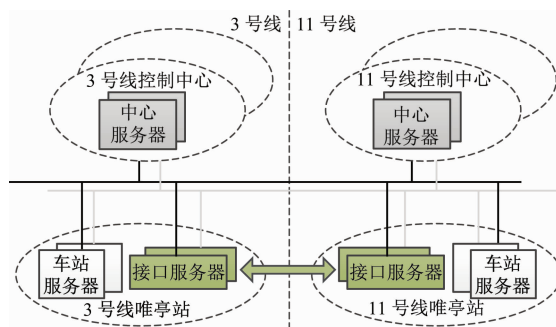 3 号线
11 号线
3 号线控制中心
中心
服务器
11 号线控制中心
中心
服务器
车站
服务器
接口服务器
3 号线唯亭站
接口服务器
车站
服务器
11 号线唯亭站